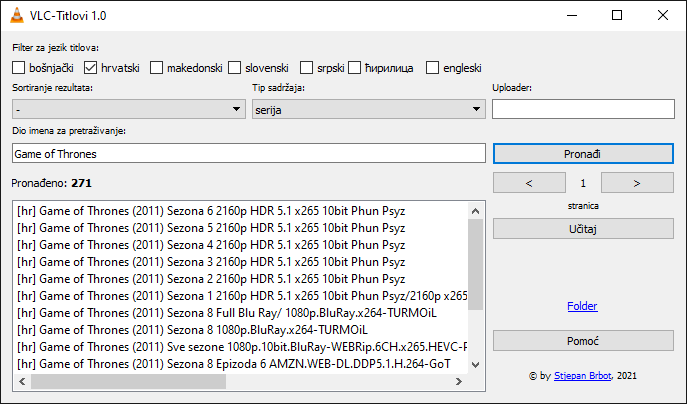 VLC-Titlovi 1.0
Filter za jezik titlova:
bošnjački hrvatski makedonski slovenski srpski ћирилица engleski
Sortiranje rezultata: Tip sadržaja: Uploader:
- serija
Dio imena za pretraživanje:
Game of Thrones Pronađi
Pronađeno: 271 < 1 >
stranica
[hr] Game of Thrones (2011) Sezona 6 2160p HDR 5.1 x265 10bit Phun Psyz
[hr] Game of Thrones (2011) Sezona 5 2160p HDR 5.1 x265 10bit Phun Psyz
Učitaj
[hr] Game of Thrones (2011) Sezona 4 2160p HDR 5.1 x265 10bit Phun Psyz
[hr] Game of Thrones (2011) Sezona 3 2160p HDR 5.1 x265 10bit Phun Psyz
[hr] Game of Thrones (2011) Sezona 2 2160p HDR 5.1 x265 10bit Phun Psyz
[hr] Game of Thrones (2011) Sezona 1 2160p HDR 5.1 x265 10bit Phun Psyz/2160p x265
Folder
[hr] Game of Thrones (2011) Sezona 8 Full Blu Ray/ 1080p.BluRay.x264-TURMOiL
[hr] Game of Thrones (2011) Sezona 8 1080p.BluRay.x264-TURMOiL
Pomoć
[hr] Game of Thrones (2011) Sve sezone 1080p.10bit.BluRay-WEBRip.6CH.x265.HEVC-P
[hr] Game of Thrones (2011) Sezona 8 Epizoda 6 AMZN.WEB-DL.DDP5.1.H.264-GoT
© by Stjepan Brbot, 2021